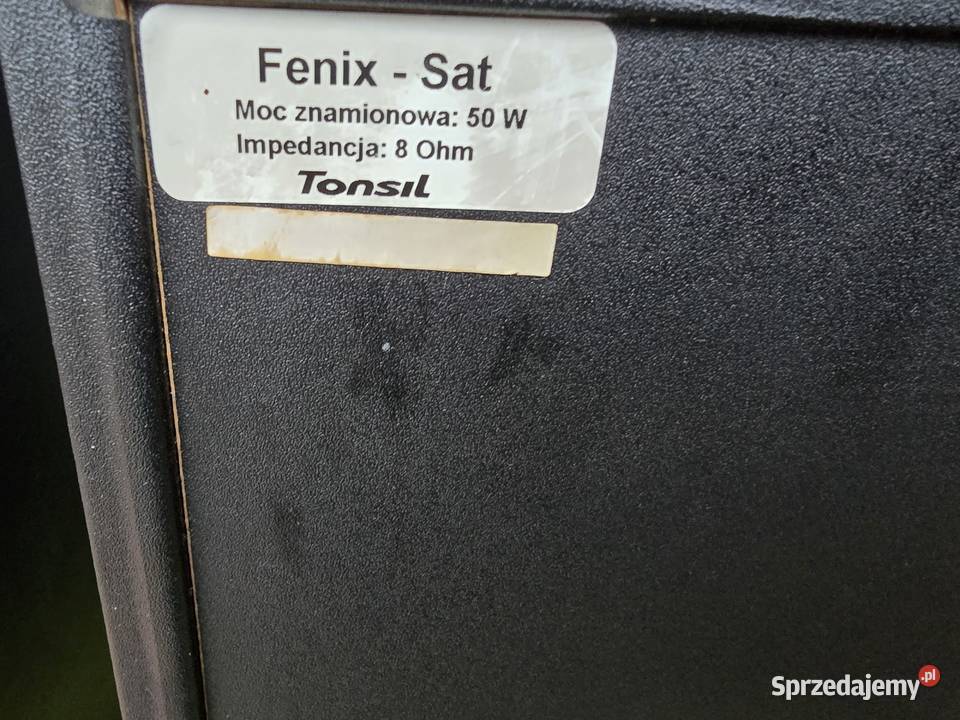 Fenix - Sat
Moc znamionowa: 50 W
Impedancja: 8 Ohm
Tonsil
Sprzedajemy.pl